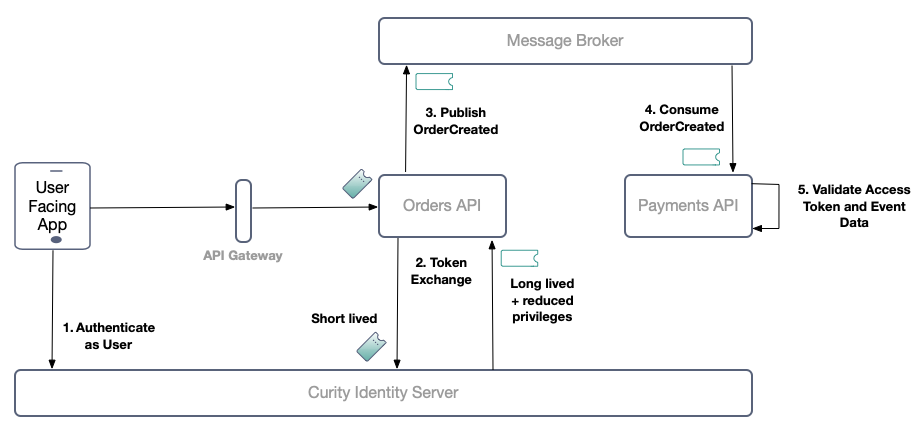 Message Broker
3. Publish
OrderCreated
4. Consume
OrderCreated
User
Facing
App
Orders API
Payments API
5. Validate Access
Token and Event
Data
API Gateway
2. Token
Exchange
Long lived
+ reduced
privileges
Short lived
1. Authenticate
as User
Curity Identity Server